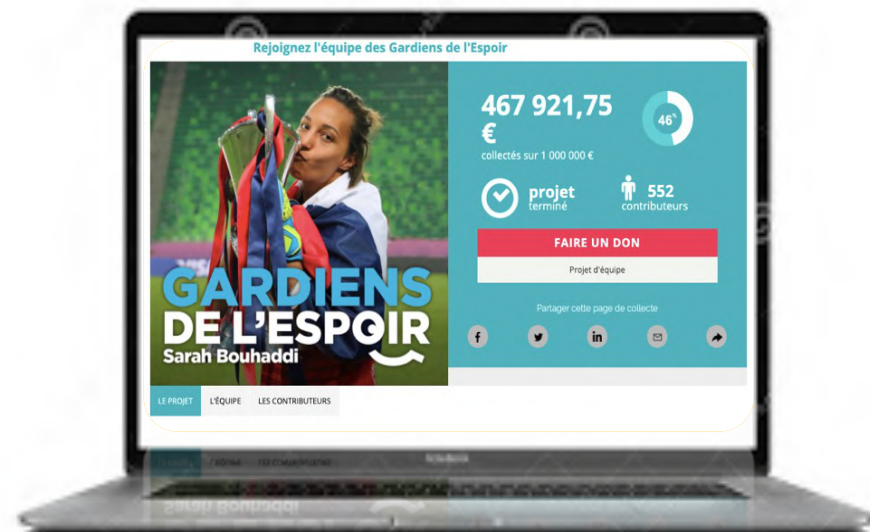 Rejoignez l'équipe des Gardiens de l'Espoir
467 921,75
€
46%
collectés sur 1 000 000 €
projet
terminé
552
contributeurs
FAIRE UN DON
Projet d'équipe
Partager cette page de collecte
GARDIENS
DE L'ESPOIR
Sarah Bouhaddi
LE PROJET L'ÉQUIPE LES CONTRIBUTEURS